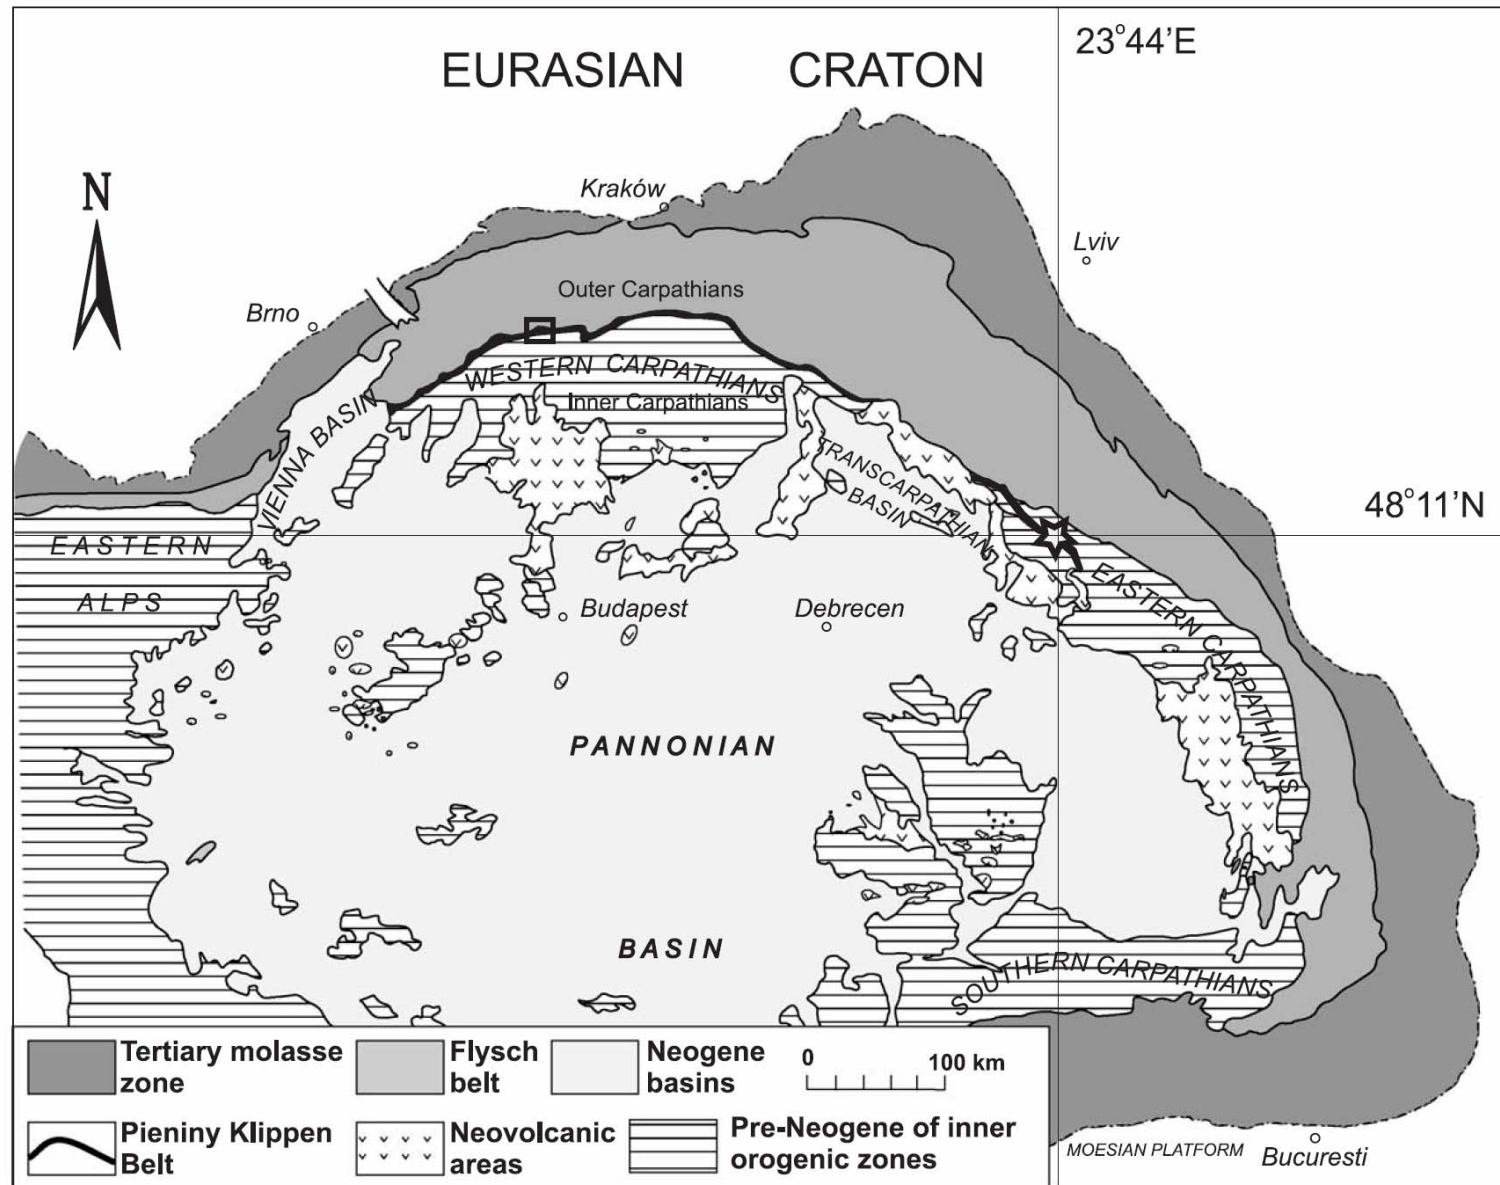 23°44'E
EURASIAN CRATON
N
Kraków
Lviv
Outer Carpathians
Brno
WESTERN CARPATHIANS
Inner Carpathians
VIENNA BASIN
TRANSCARPATHIAN
BASIN
48°11'N
EASTERN
ALPS
Budapest
Debrecen
EASTERN CARPATHIANS
PANNONIAN
BASIN
SOUTHERN CARPATHIANS
Tertiary molasse
zone
Flysch
belt
Neogene
basins
0 100 km
Pieniny Klippen
Belt
Neovolcanic
areas
Pre-Neogene of inner
orogenic zones
MOESIAN PLATFORM
Bucuresti